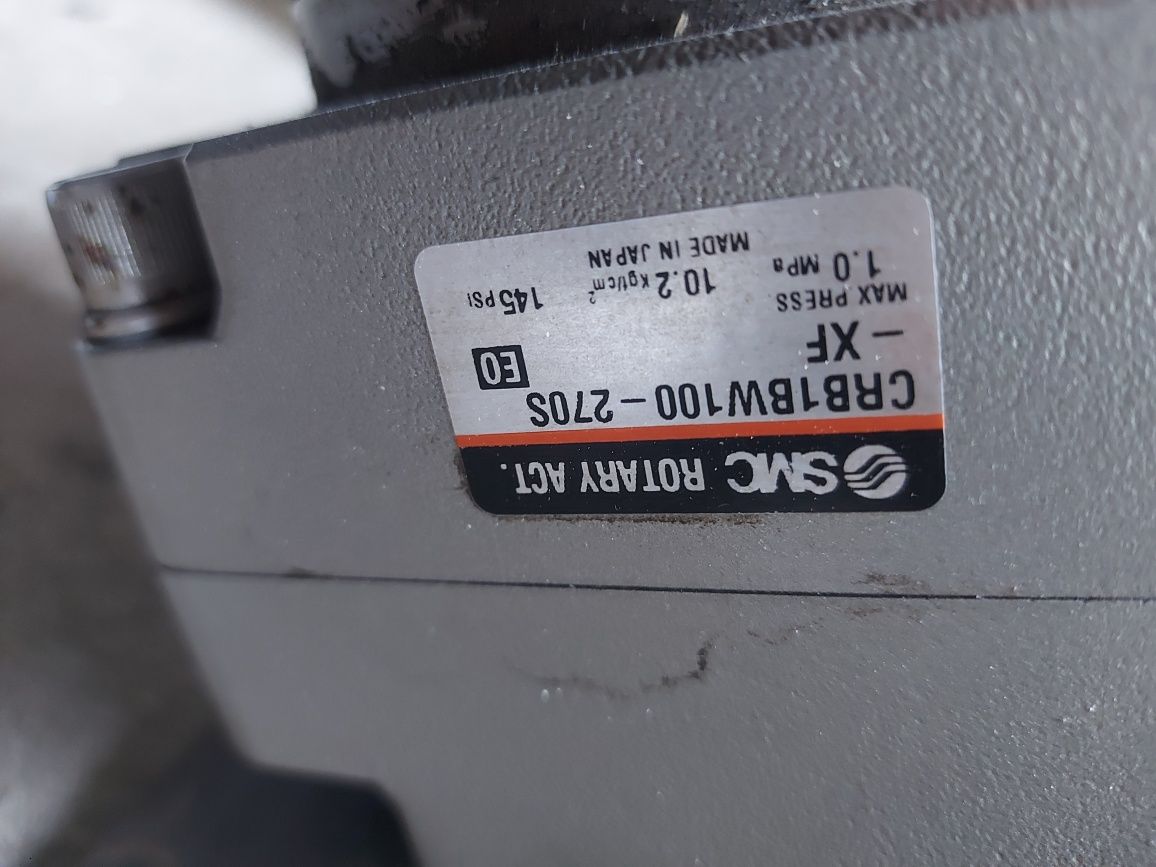 SMC ROTARY ACT.
CRB1BW100-270S
-XF EO
MAX PRESS.
1.0 MPa 10.2 Kgf/cm² 145 PSI
MADE IN JAPAN